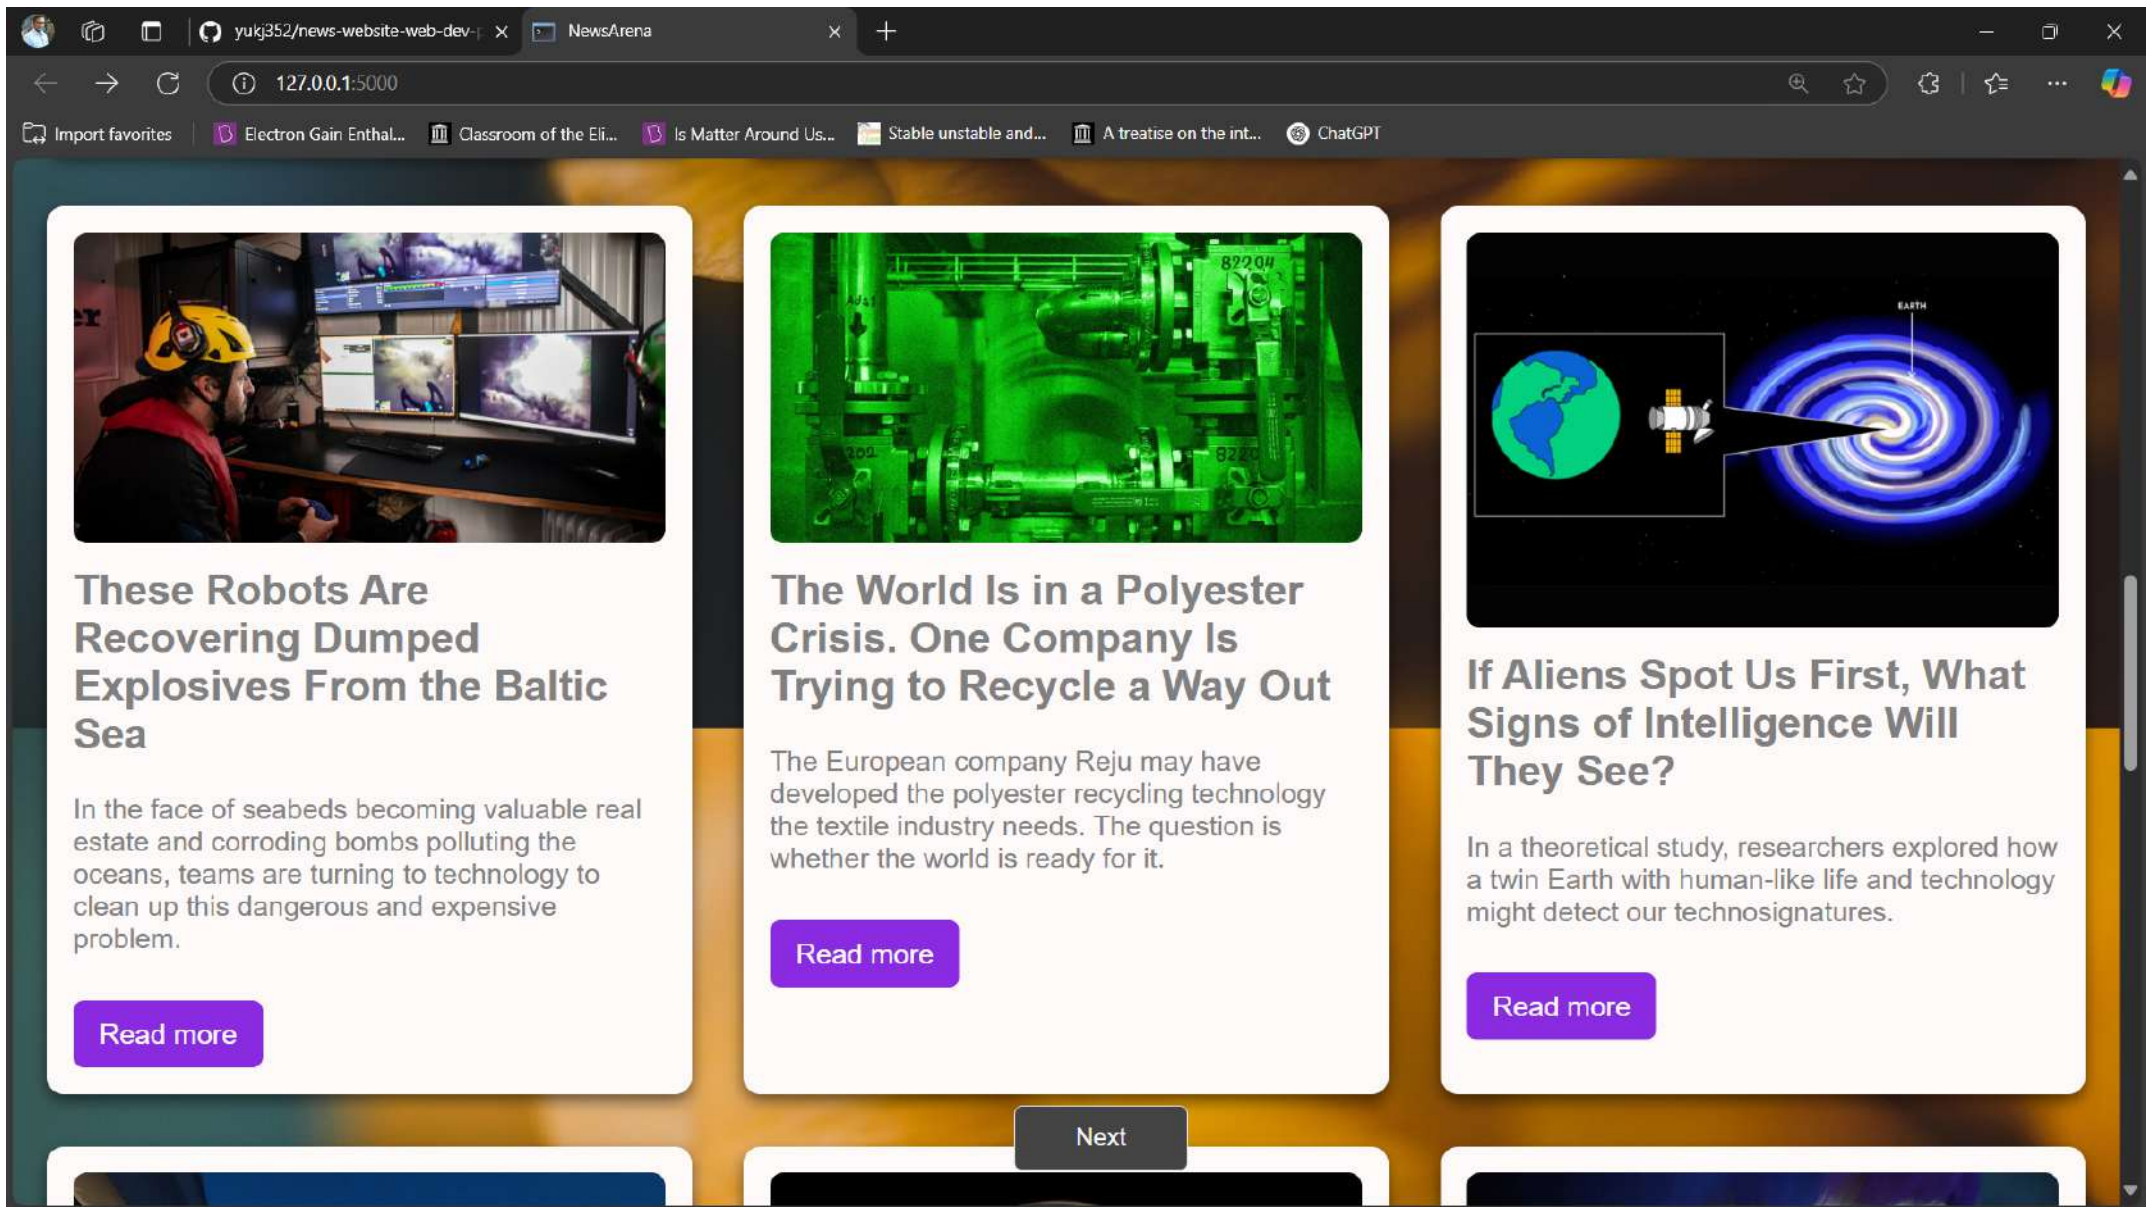 yukj352/news-website-web-dev-p
NewsArena
127.0.0.1:5000
Import favorites
Electron Gain Enthal...
Classroom of the Eli...
Is Matter Around Us...
Stable unstable and...
A treatise on the int...
ChatGPT
82204
Ad51
202
8220
EARTH
These Robots Are
Recovering Dumped
Explosives From the Baltic
Sea
In the face of seabeds becoming valuable real
estate and corroding bombs polluting the
oceans, teams are turning to technology to
clean up this dangerous and expensive
problem.
Read more
The World Is in a Polyester
Crisis. One Company Is
Trying to Recycle a Way Out
The European company Reju may have
developed the polyester recycling technology
the textile industry needs. The question is
whether the world is ready for it.
Read more
If Aliens Spot Us First, What
Signs of Intelligence Will
They See?
In a theoretical study, researchers explored how
a twin Earth with human-like life and technology
might detect our technosignatures.
Read more
Next